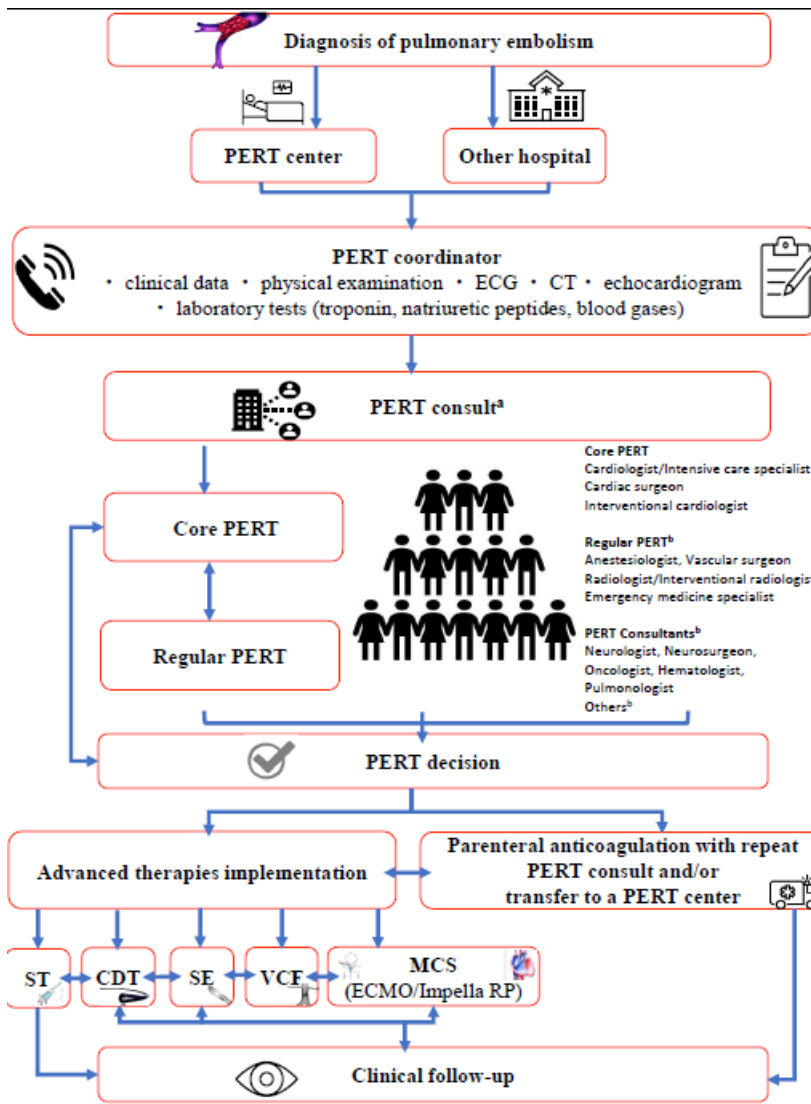 Diagnosis of pulmonary embolism
PERT center
Other hospital
PERT coordinator
· clinical data · physical examination · ECG · CT · echocardiogram
· laboratory tests (troponin, natriuretic peptides, blood gases)
PERT consultᵃ
Core PERT
Cardiologist/Intensive care specialist
Cardiac surgeon
Interventional cardiologist
Core PERT
Regular PERTᵇ
Anestesiologist, Vascular surgeon
Radiologist/Interventional radiologist
Emergency medicine specialist
Regular PERT
PERT Consultantsᵇ
Neurologist, Neurosurgeon,
Oncologist, Hematologist,
Pulmonologist
Othersᵇ
PERT decision
Advanced therapies implementation
Parenteral anticoagulation with repeat
PERT consult and/or
transfer to a PERT center
ST
CDT
SE
VCF
MCS
(ECMO/Impella RP)
Clinical follow-up